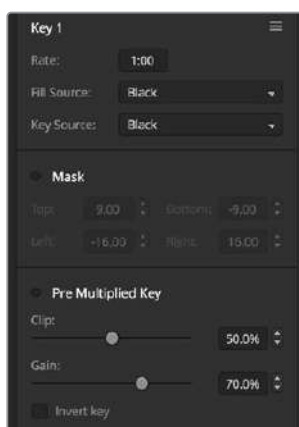 Key 1
Rate: 1:00
Fill Source: Black
Key Source: Black
Mask
Top: 9.00 Bottom: -9.00
Left: -16.00 Right: 16.00
Pre Multiplied Key
Clip:
50.0%
Gain:
70.0%
Invert key